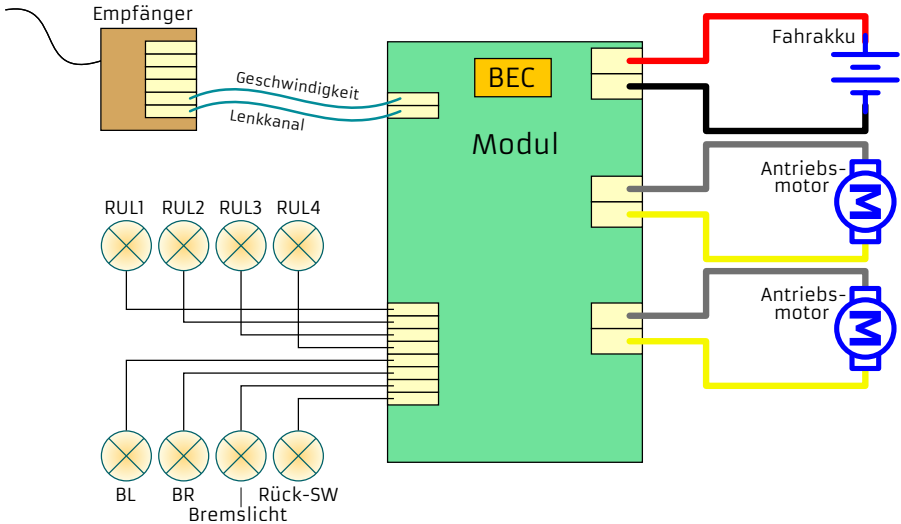 Empfänger
Geschwindigkeit
Lenkkanal
BEC
Modul
Fahrakku
Antriebs-
motor
M
Antriebs-
motor
M
RUL1 RUL2 RUL3 RUL4
BL BR | Rück-SW
Bremslicht